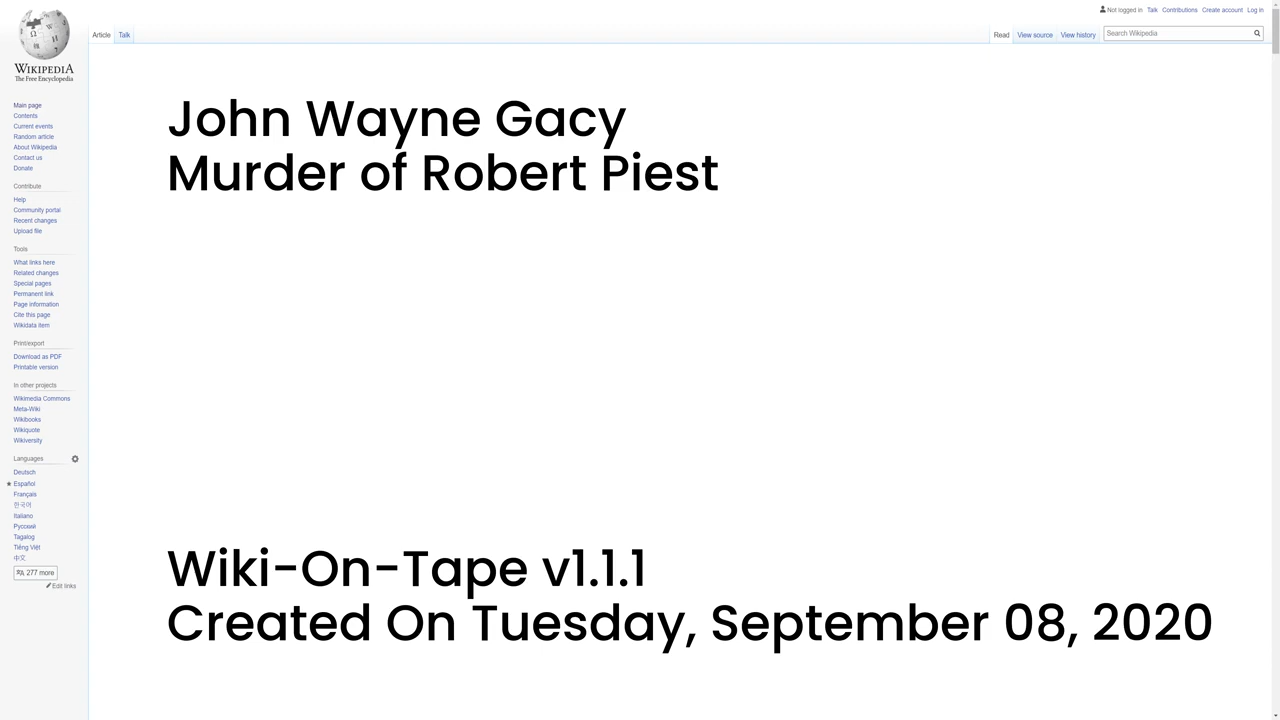 Not logged in Talk Contributions Create account Log in
WIKIPEDIA
The Free Encyclopedia
Article Talk
Read View source View history
Search Wikipedia
Main page
Contents
Current events
Random article
About Wikipedia
Contact us
Donate
Contribute
Help
Community portal
Recent changes
Upload file
Tools
What links here
Related changes
Special pages
Permanent link
Page information
Cite this page
Wikidata item
Print/export
Download as PDF
Printable version
In other projects
Wikimedia Commons
Meta-Wiki
Wikibooks
Wikiquote
Wikiversity
Languages
Deutsch
Español
Français
한국어
Italiano
Русский
Tagalog
Tiếng Việt
中文
277 more
Edit links
John Wayne Gacy
Murder of Robert Piest
Wiki-On-Tape v1.1.1
Created On Tuesday, September 08, 2020